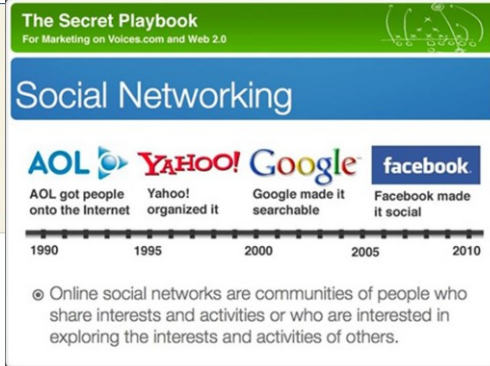 The Secret Playbook
For Marketing on Voices.com and Web 2.0
Social Networking
AOL YAHOO! Google facebook
AOL got people
onto the Internet
Yahoo!
organized it
Google made it
searchable
Facebook made
it social
1990 1995 2000 2005 2010
Online social networks are communities of people who
share interests and activities or who are interested in
exploring the interests and activities of others.